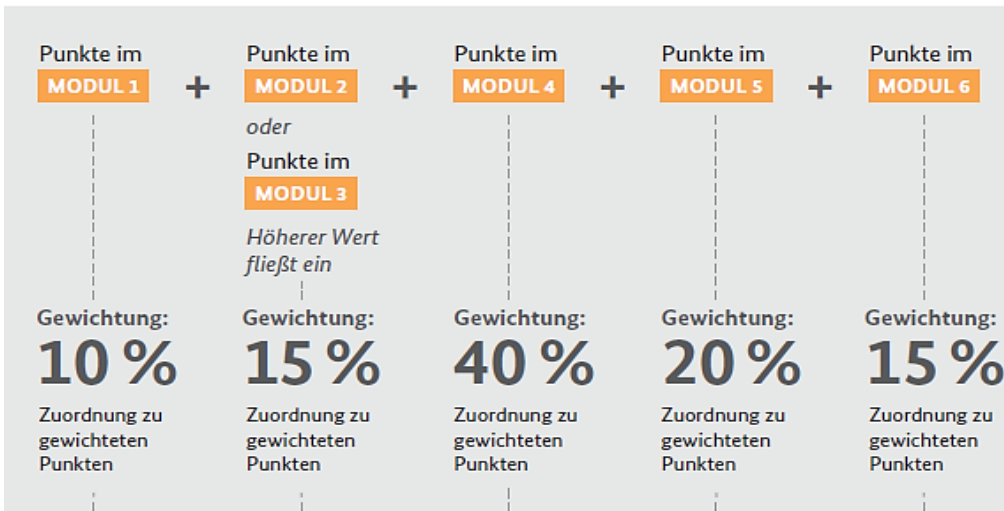 Punkte im
MODUL 1
+
Punkte im
MODUL 2
oder
Punkte im
MODUL 3
Höherer Wert
fließt ein
+
Punkte im
MODUL 4
+
Punkte im
MODUL 5
+
Punkte im
MODUL 6
Gewichtung:
10 %
Zuordnung zu
gewichteten
Punkten
Gewichtung:
15 %
Zuordnung zu
gewichteten
Punkten
Gewichtung:
40 %
Zuordnung zu
gewichteten
Punkten
Gewichtung:
20 %
Zuordnung zu
gewichteten
Punkten
Gewichtung:
15 %
Zuordnung zu
gewichteten
Punkten